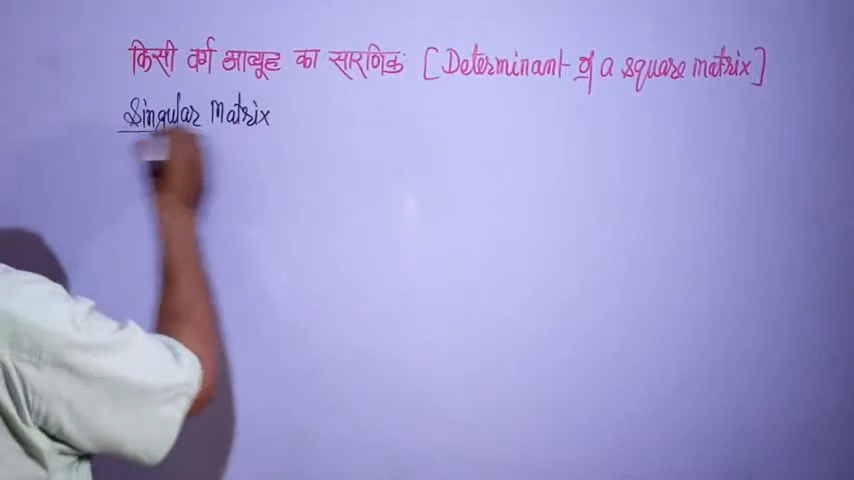 किसी वर्ग आव्यूह का सारणिक [Determinant of a square matrix]
Singular Matrix